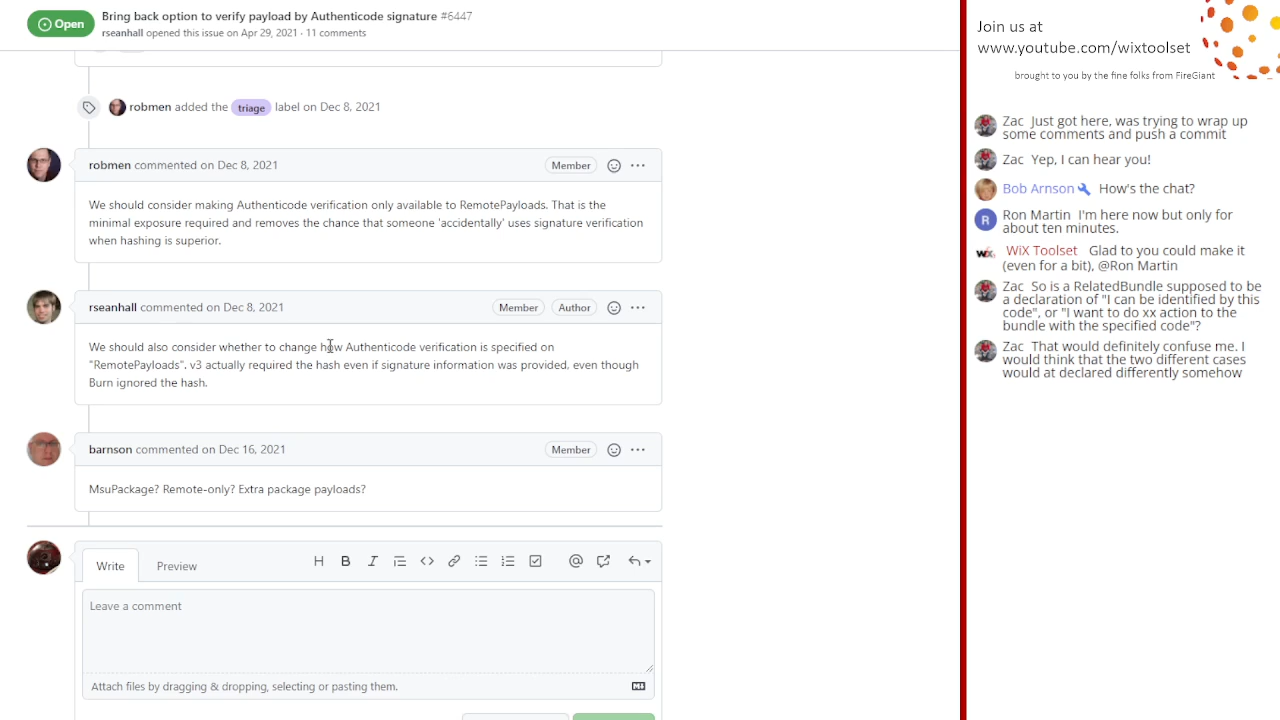 Open
Bring back option to verify payload by Authenticode signature #6447
rseanhall opened this issue on Apr 29, 2021 · 11 comments
robmen added the triage label on Dec 8, 2021
robmen commented on Dec 8, 2021
Member
We should consider making Authenticode verification only available to RemotePayloads. That is the
minimal exposure required and remotes the chance that someone 'accidentally' uses signature verification
when hashing is superior.
rseanhall commented on Dec 8, 2021
Member
Author
We should also consider whether to change how Authenticode verification is specified on
"RemotePayloads", v3 actually required the hash even if signature information was provided, even though
Burn ignored the hash.
barnson commented on Dec 16, 2021
Member
MsuPackage? Remote-only? Extra package payloads?
Write
Preview
Leave a comment
Attach files by dragging & dropping, selecting or pasting them.
Join us at
www.youtube.com/wixtoolset
brought to you by the fine folks from FireGiant
Zac Just got here, was trying to wrap up
some comments and push a commit
Zac Yep, I can hear you!
Bob Arnson How's the chat?
R
Ron Martin I'm here now but only for
about ten minutes.
WiX
WiX Toolset Glad to you could make it
(even for a bit), @Ron Martin
Zac So is a RelatedBundle supposed to be
a declaration of "I can be identified by this
code", or "I want to do xx action to the
bundle with the specified code"?
Zac That would definitely confuse me. I
would think that the two different cases
would at declared differently somehow